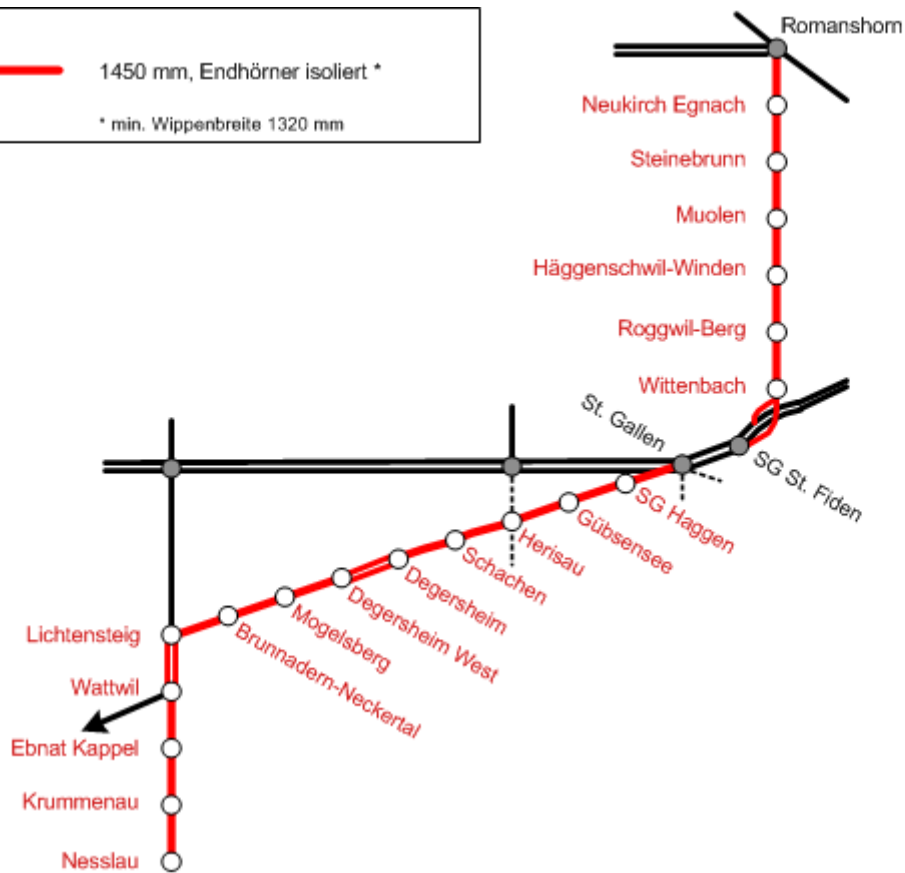 Romanshorn
1450 mm, Endhörner isoliert *
* min. Wippenbreite 1320 mm
Neukirch Egnach
Steinebrunn
Muolen
Häggenschwil-Winden
Roggwil-Berg
Wittenbach
St. Gallen
SG St. Fiden
SG Haggen
Gübsensee
Herisau
Schachen
Degersheim
Degersheim West
Mogelsberg
Brunnadern-Neckertal
Lichtensteig
Wattwil
Ebnat Kappel
Krummenau
Nesslau